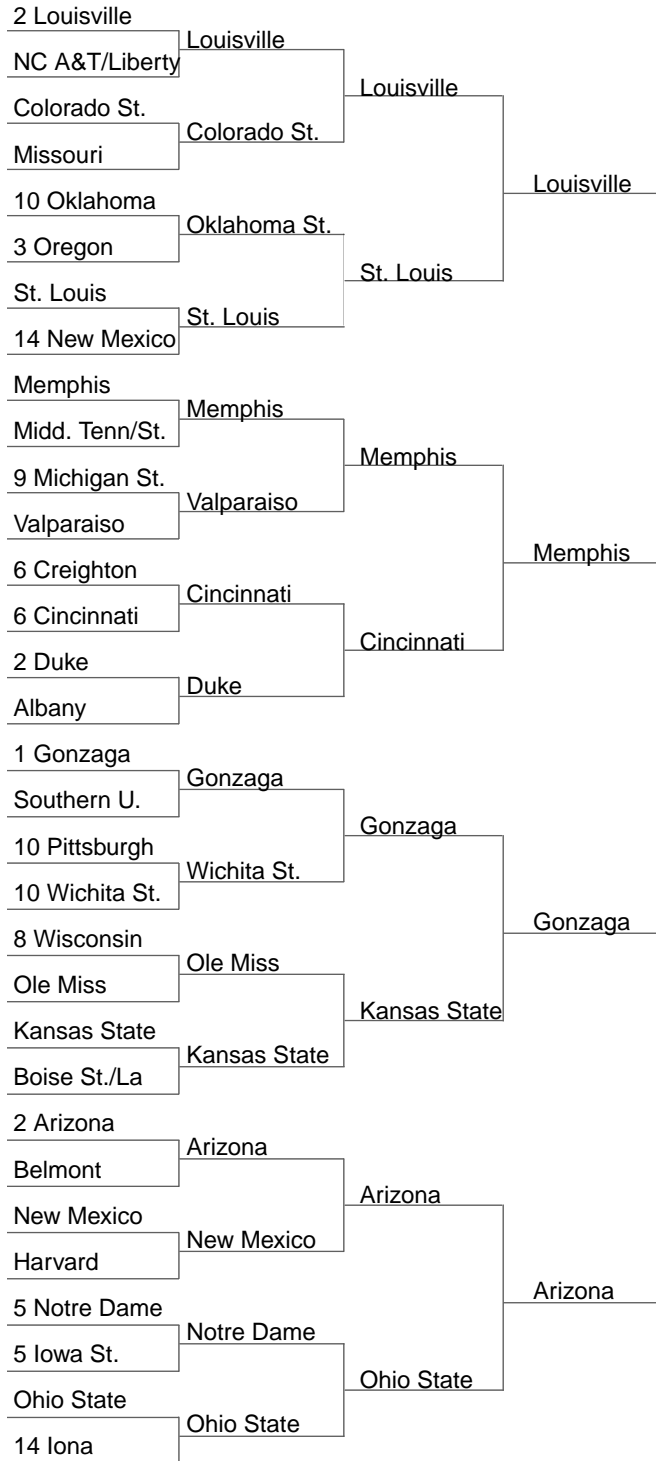 2 Louisville
NC A&T/Liberty
Colorado St.
Missouri
10 Oklahoma
3 Oregon
St. Louis
14 New Mexico
Memphis
Midd. Tenn/St.
9 Michigan St.
Valparaiso
6 Creighton
6 Cincinnati
2 Duke
Albany
1 Gonzaga
Southern U.
10 Pittsburgh
10 Wichita St.
8 Wisconsin
Ole Miss
Kansas State
Boise St./La
2 Arizona
Belmont
New Mexico
Harvard
5 Notre Dame
5 Iowa St.
Ohio State
14 Iona
Louisville
Colorado St.
Oklahoma St.
St. Louis
Memphis
Valparaiso
Cincinnati
Duke
Gonzaga
Wichita St.
Ole Miss
Kansas State
Arizona
New Mexico
Notre Dame
Ohio State
Louisville
St. Louis
Memphis
Cincinnati
Gonzaga
Kansas State
Arizona
Ohio State
Louisville
Memphis
Gonzaga
Arizona